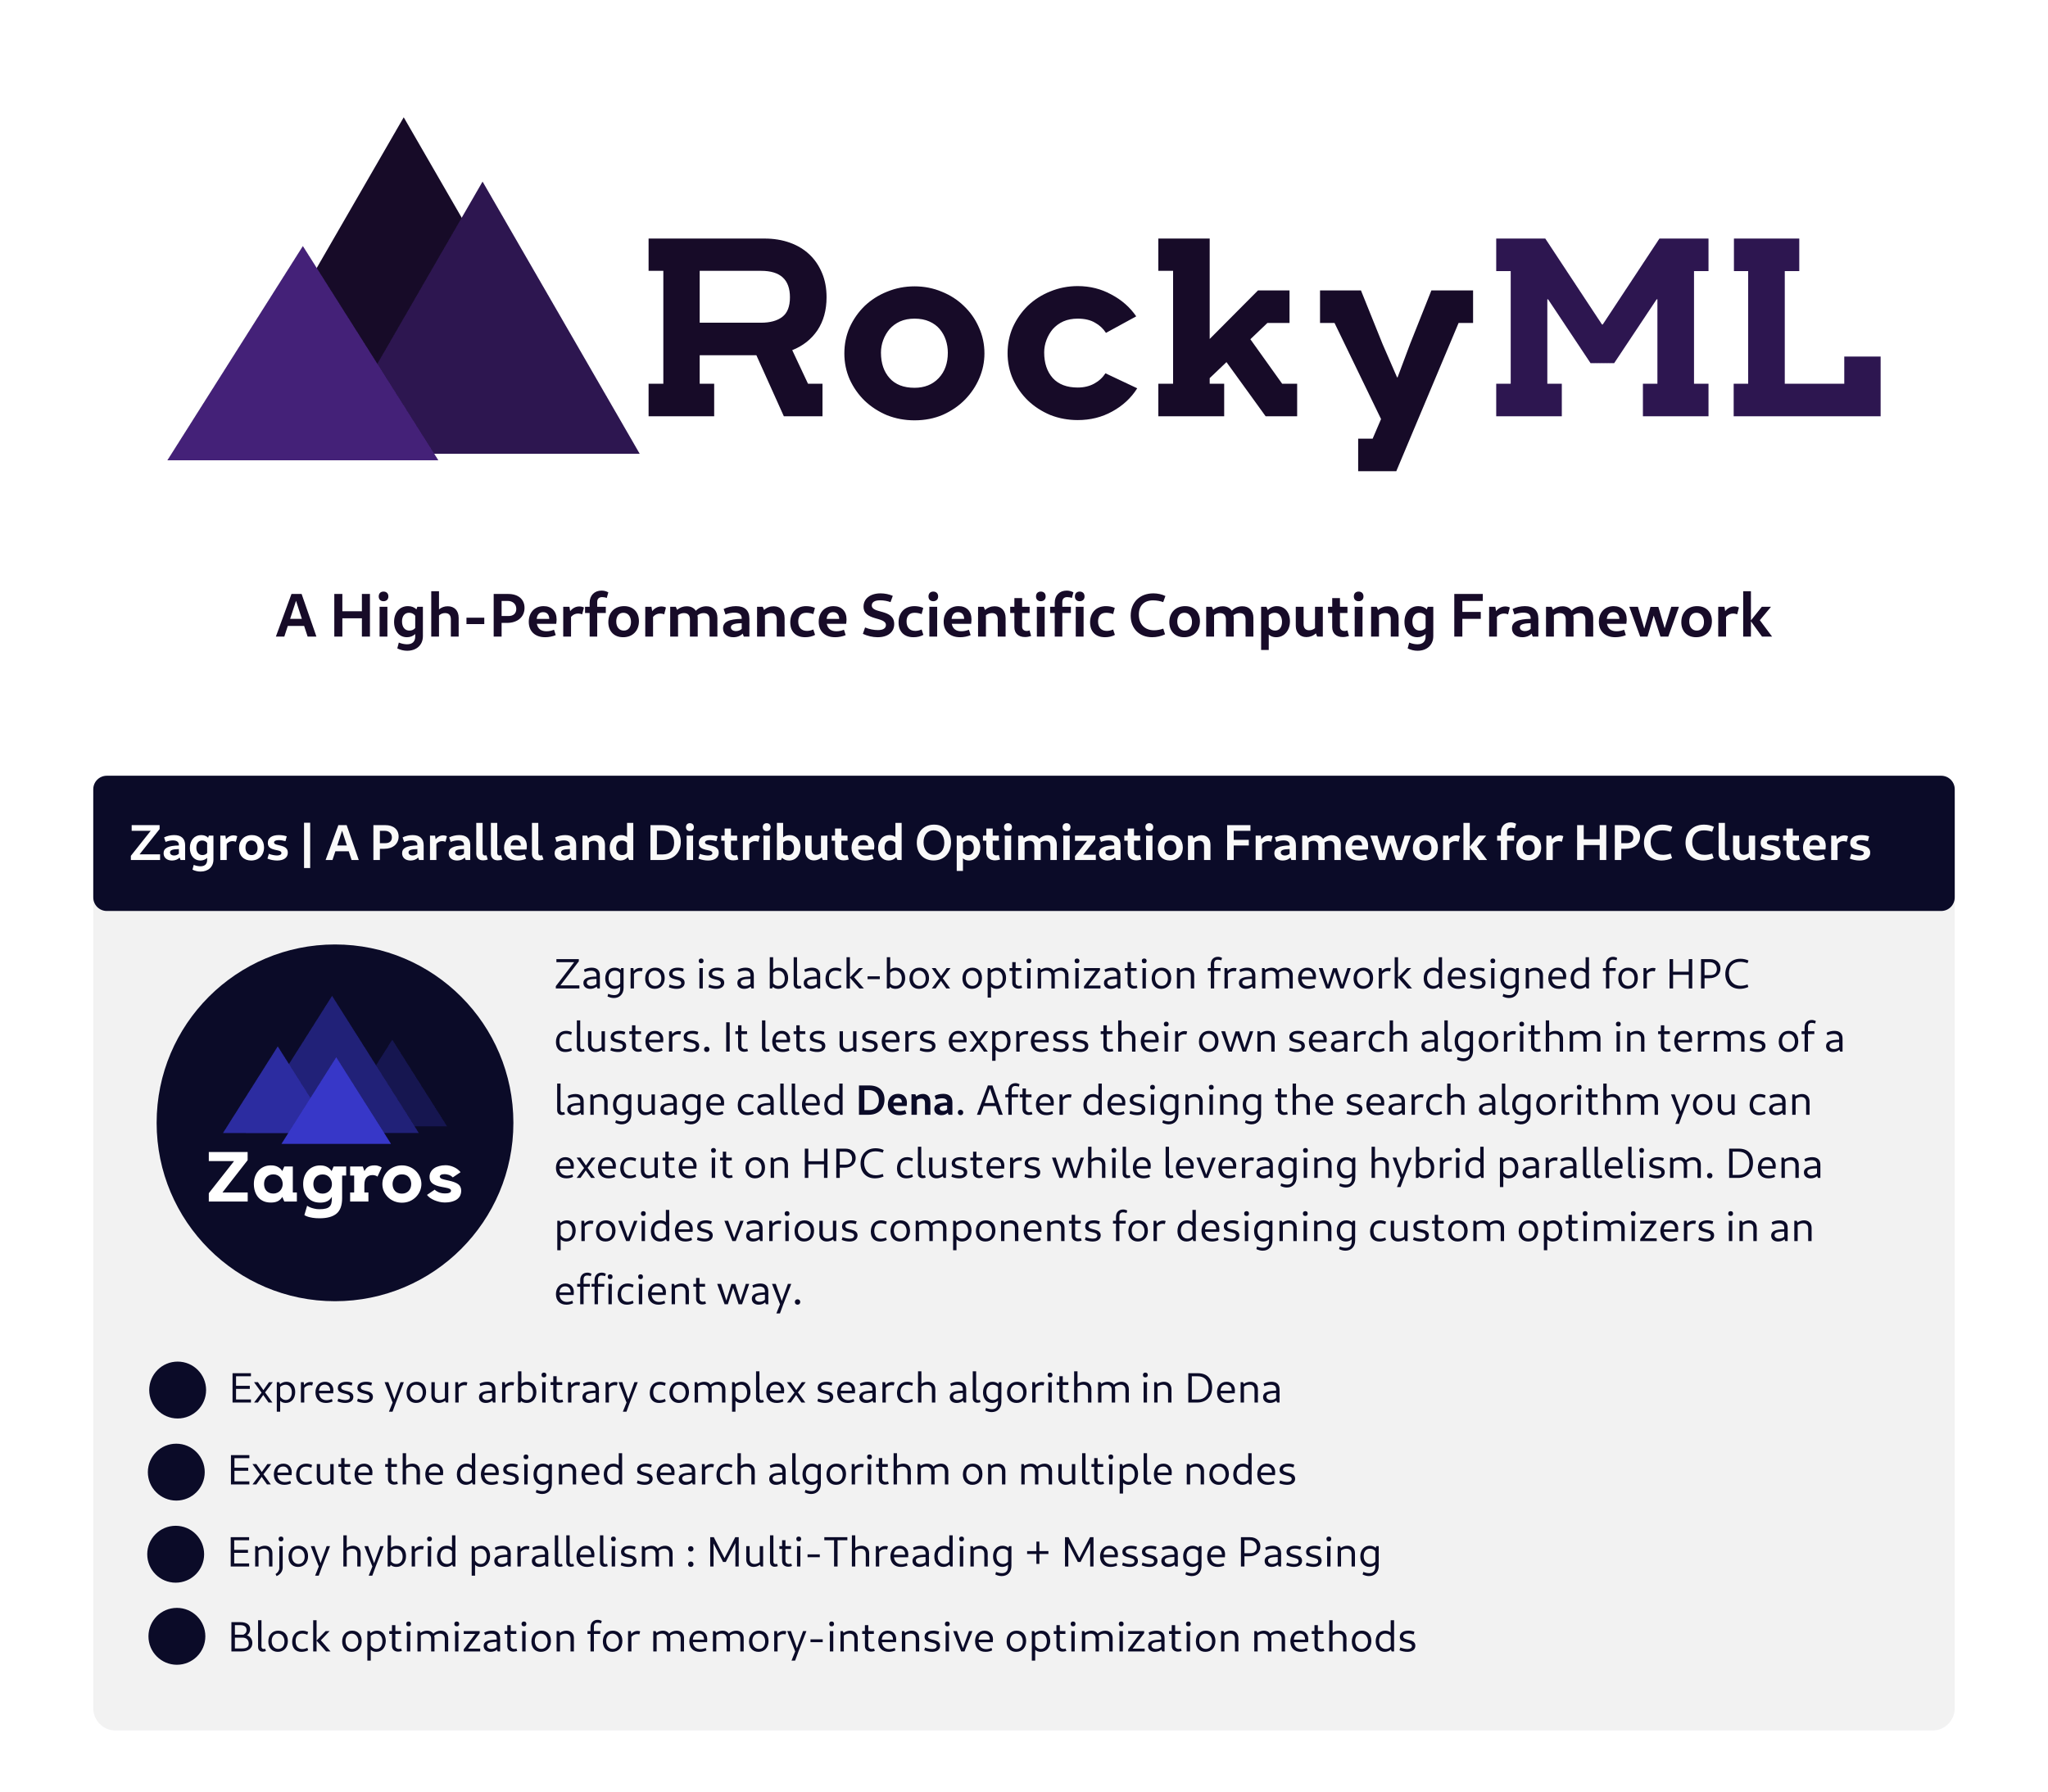 RockyML
A High-Performance Scientific Computing Framework
Zagros | A Parallel and Distributed Optimization Framework for HPC Clusters
Zagros is a black-box optimization framework designed for HPC
clusters. It lets users express their own search algorithm in terms of a
language called Dena. After designing the search algorithm you can
execute it on HPC clusters while leveraging hybrid parallelism. Dena
provides various components for designing custom optimizers in an
efficient way.
Zagros
Express your arbitrary complex search algorithm in Dena
Execute the designed search algorithm on multiple nodes
Enjoy hybrid parallelism : Multi-Threading + Message Passing
Block optimization for memory-intensive optimization methods